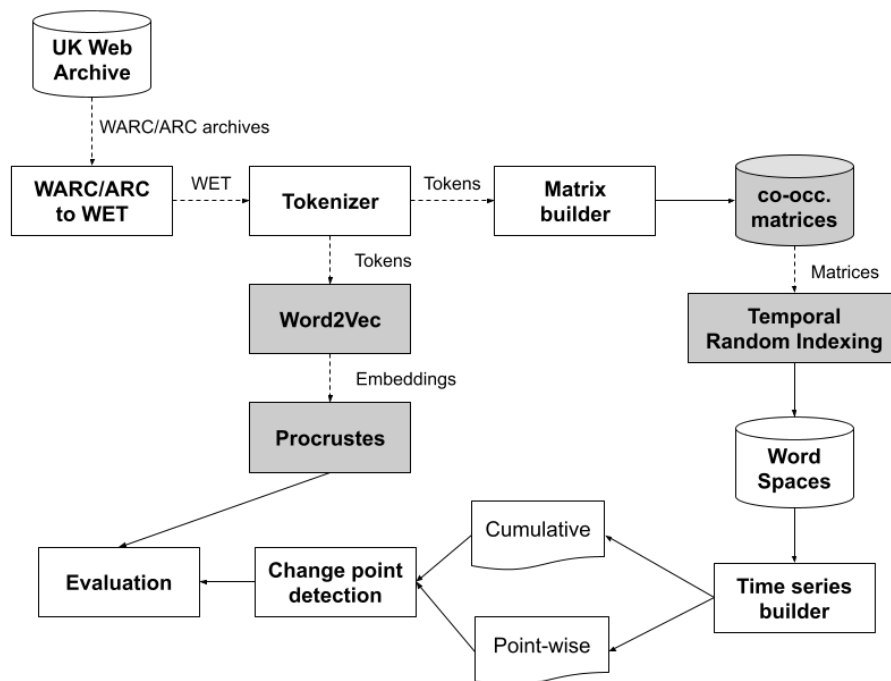 UK Web
Archive
WARC/ARC archives
WARC/ARC
to WET
WET
Tokenizer
Tokens
Matrix
builder
co-occ.
matrices
Tokens
Matrices
Word2Vec
Temporal
Random Indexing
Embeddings
Procrustes
Word
Spaces
Cumulative
Evaluation
Change point
detection
Time series
builder
Point-wise